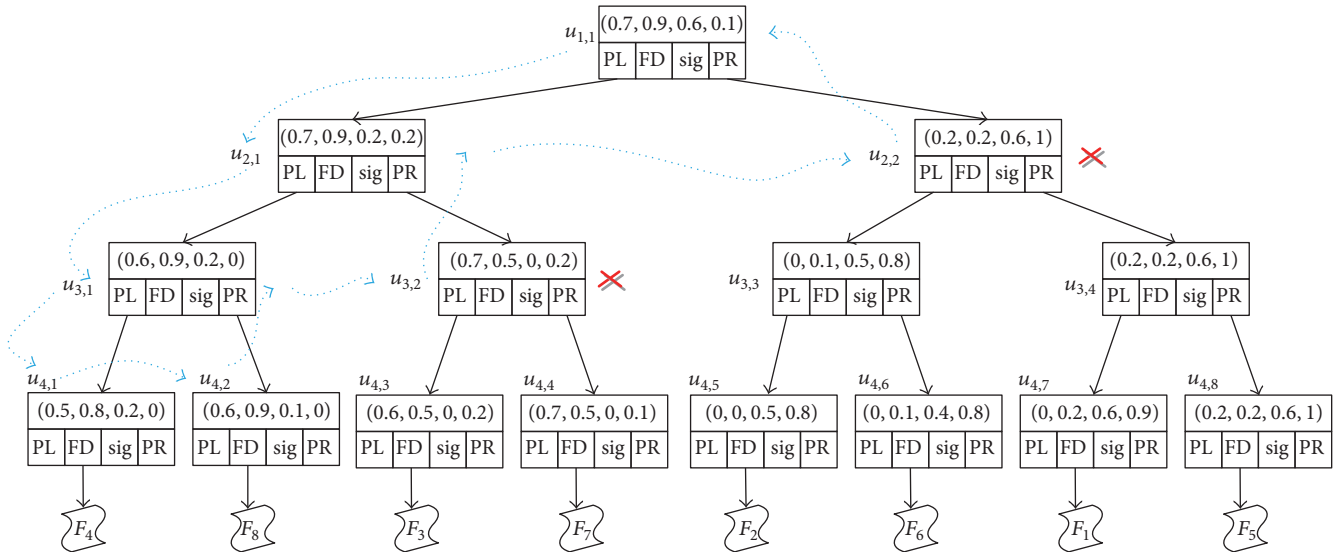 u1,1
(0.7, 0.9, 0.6, 0.1)
PL FD sig PR
u2,1
(0.7, 0.9, 0.2, 0.2)
PL FD sig PR
u2,2
(0.2, 0.2, 0.6, 1)
PL FD sig PR
u3,1
(0.6, 0.9, 0.2, 0)
PL FD sig PR
u3,2
(0.7, 0.5, 0, 0.2)
PL FD sig PR
u3,3
(0, 0.1, 0.5, 0.8)
PL FD sig PR
u3,4
(0.2, 0.2, 0.6, 1)
PL FD sig PR
u4,1
(0.5, 0.8, 0.2, 0)
PL FD sig PR
F4
u4,2
(0.6, 0.9, 0.1, 0)
PL FD sig PR
F8
u4,3
(0.6, 0.5, 0, 0.2)
PL FD sig PR
F3
u4,4
(0.7, 0.5, 0, 0.1)
PL FD sig PR
F7
u4,5
(0, 0, 0.5, 0.8)
PL FD sig PR
F2
u4,6
(0, 0.1, 0.4, 0.8)
PL FD sig PR
F6
u4,7
(0, 0.2, 0.6, 0.9)
PL FD sig PR
F1
u4,8
(0.2, 0.2, 0.6, 1)
PL FD sig PR
F5